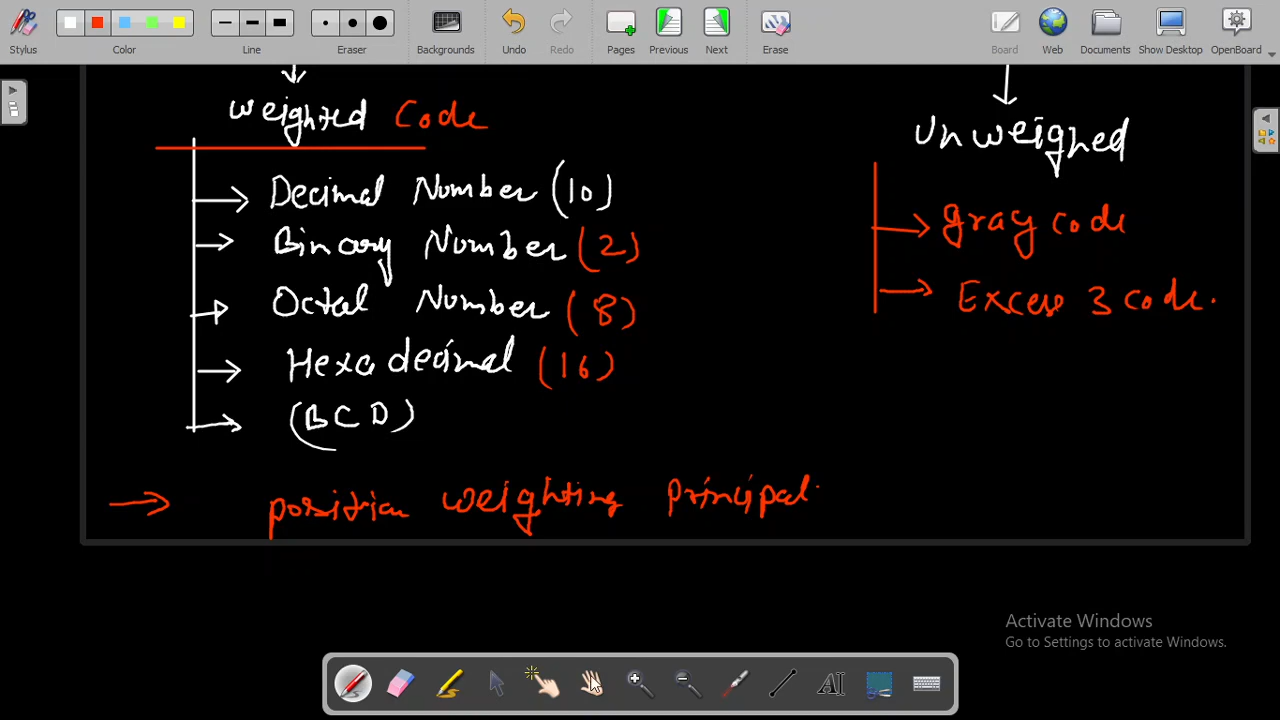 Stylus
Color
Line
Eraser
Backgrounds
Undo
Redo
Pages
Previous
Next
Erase
Board
Web
Documents
Show Desktop
OpenBoard
Weighted Code
Decimal Number (10)
Binary Number (2)
Octal Number (8)
Hexadecimal (16)
(BCD)
Unweighed
gray code
Excess 3 code.
position weighting principal.
Activate Windows
Go to Settings to activate Windows.
AI